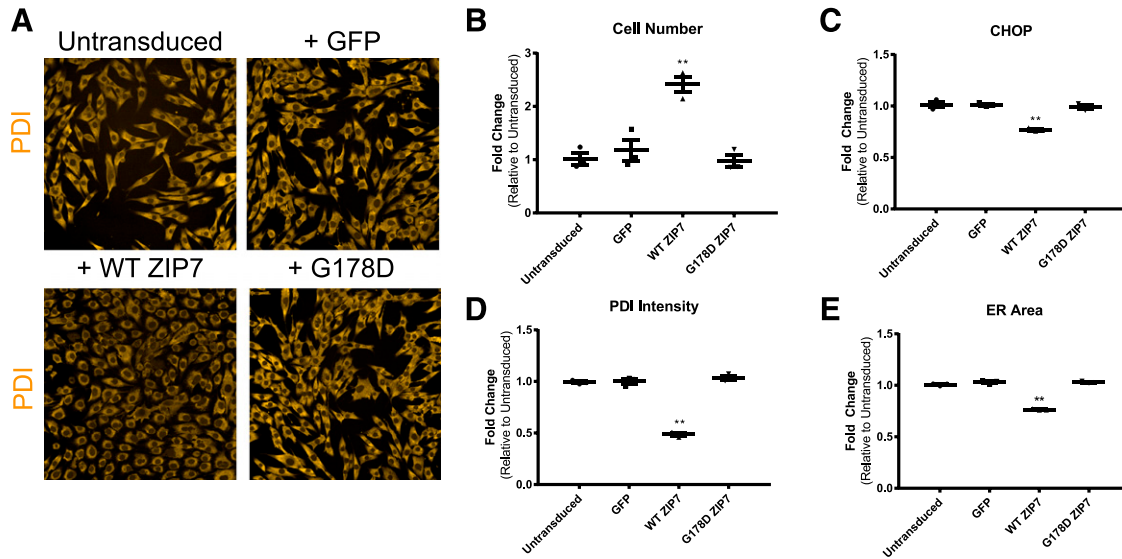 A
Untransduced
+ GFP
PDI
+ WT ZIP7
+ G178D
PDI
B
Cell Number
Fold Change
(Relative to Untransduced)
3
2
1
0
**
Untransduced
GFP
WT ZIP7
G178D ZIP7
C
CHOP
Fold Change
(Relative to Untransduced)
1.5
1.0
0.5
0.0
**
Untransduced
GFP
WT ZIP7
G178D ZIP7
D
PDI Intensity
Fold Change
(Relative to Untransduced)
1.5
1.0
0.5
0.0
**
Untransduced
GFP
WT ZIP7
G178D ZIP7
E
ER Area
Fold Change
(Relative to Untransduced)
1.5
1.0
0.5
0.0
**
Untransduced
GFP
WT ZIP7
G178D ZIP7